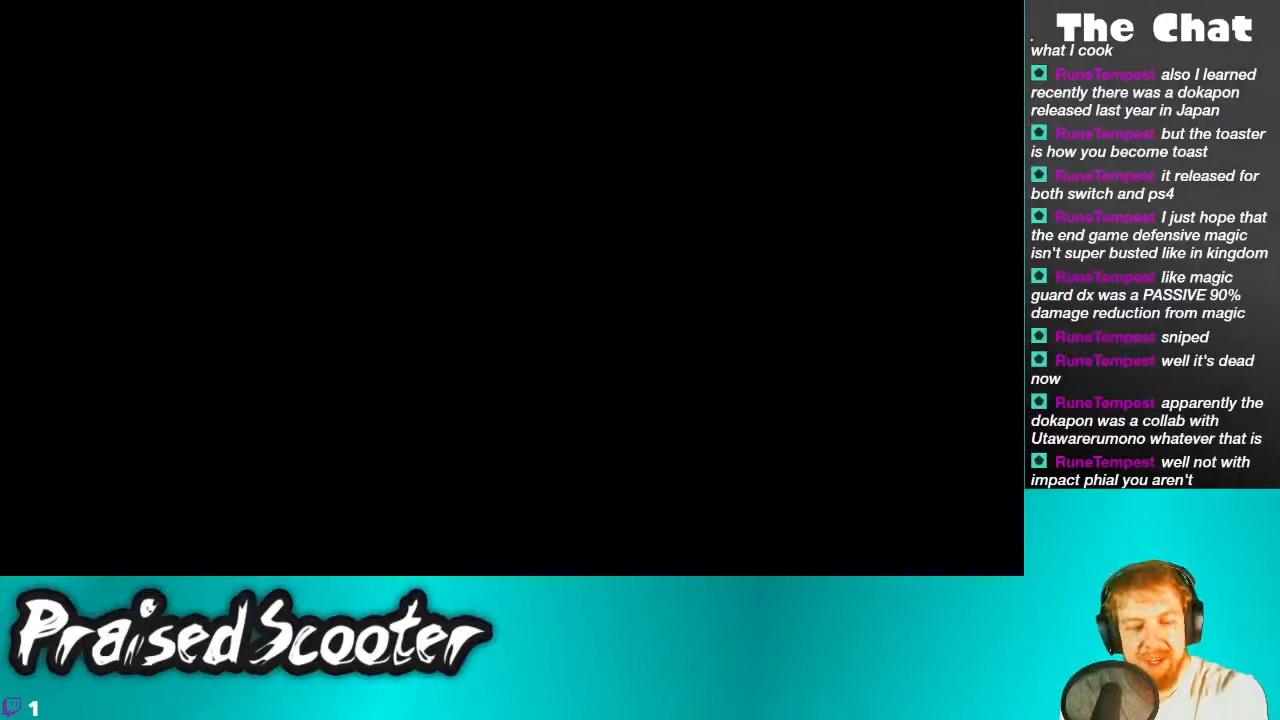 The Chat
what I cook
RuneTempest also I learned
recently there was a dokapon
released last year in Japan
RuneTempest but the toaster
is how you become toast
RuneTempest it released for
both switch and ps4
RuneTempest I just hope that
the end game defensive magic
isn't super busted like in kingdom
RuneTempest like magic
guard dx was a PASSIVE 90%
damage reduction from magic
RuneTempest sniped
RuneTempest well it's dead
now
RuneTempest apparently the
dokapon was a collab with
Utawarerumono whatever that is
RuneTempest well not with
impact phial you aren't
PraisedScooter
1